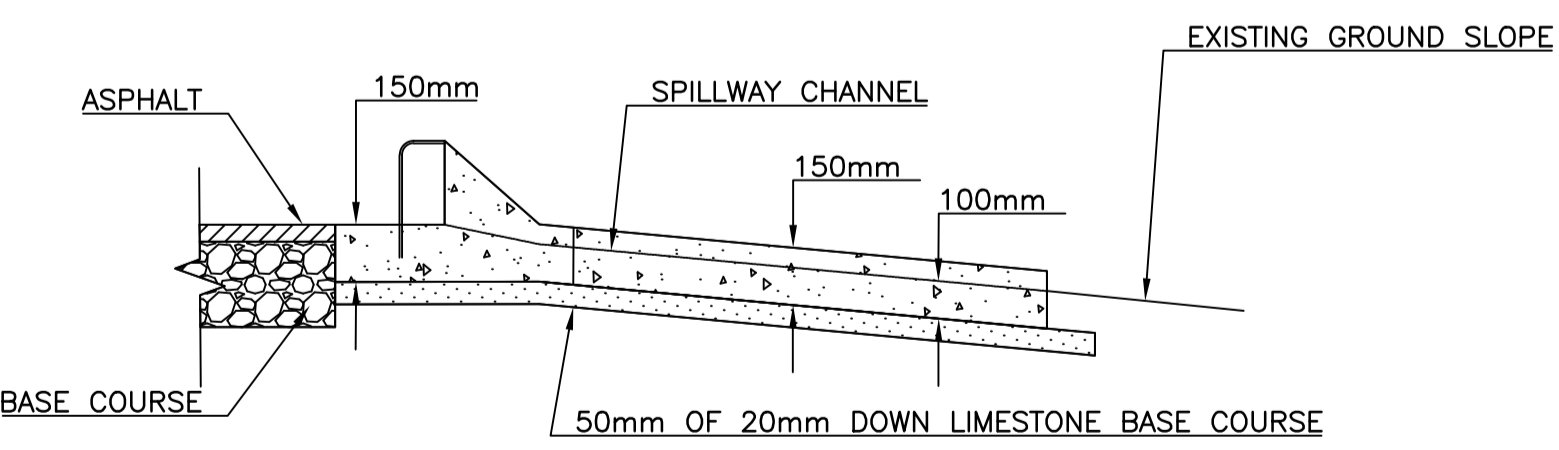 EXISTING GROUND SLOPE
ASPHALT
150mm
SPILLWAY CHANNEL
150mm
100mm
BASE COURSE
50mm OF 20mm DOWN LIMESTONE BASE COURSE